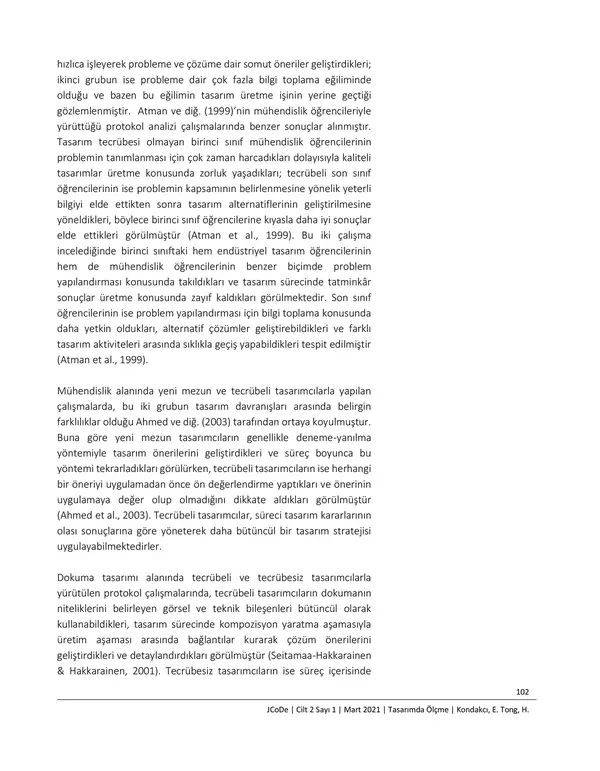 hızlıca işleyerek probleme ve çözüme dair somut öneriler geliştirdikleri;
ikinci grubun ise probleme dair çok fazla bilgi toplama eğiliminde
olduğu ve bazen bu eğilimin tasarım üretme işinin yerine geçtiği
gözlemlenmiştir. Atman ve diğ. (1999)'nin mühendislik öğrencileriyle
yürüttüğü protokol analizi çalışmalarında benzer sonuçlar alınmıştır.
Tasarım tecrübesi olmayan birinci sınıf mühendislik öğrencilerinin
problemin tanımlanması için çok zaman harcadıkları dolayısıyla kaliteli
tasarımlar üretme konusunda zorluk yaşadıkları; tecrübeli son sınıf
öğrencilerinin ise problemin kapsamının belirlenmesine yönelik yeterli
bilgiyi elde ettikten sonra tasarım alternatiflerinin geliştirilmesine
yöneldikleri, böylece birinci sınıf öğrencilerine kıyasla daha iyi sonuçlar
elde ettikleri görülmüştür (Atman et al., 1999). Bu iki çalışma
incelediğinde birinci sınıftaki hem endüstriyel tasarım öğrencilerinin
hem de mühendislik öğrencilerinin benzer biçimde problem
yapılandırması konusunda takıldıkları ve tasarım sürecinde tatminkâr
sonuçlar üretme konusunda zayıf kaldıkları görülmektedir. Son sınıf
öğrencilerinin ise problem yapılandırması için bilgi toplama konusunda
daha yetkin oldukları, alternatif çözümler geliştirebildikleri ve farklı
tasarım aktiviteleri arasında sıklıkla geçiş yapabildikleri tespit edilmiştir
(Atman et al., 1999).
Mühendislik alanında yeni mezun ve tecrübeli tasarımcılarla yapılan
çalışmalarda, bu iki grubun tasarım davranışları arasında belirgin
farklılıklar olduğu Ahmed ve diğ. (2003) tarafından ortaya koyulmuştur.
Buna göre yeni mezun tasarımcıların genellikle deneme-yanılma
yöntemiyle tasarım önerilerini geliştirdikleri ve süreç boyunca bu
yöntemi tekrarladıkları görülürken, tecrübeli tasarımcıların ise herhangi
bir öneriyi uygulamadan önce ön değerlendirme yaptıkları ve önerinin
uygulamaya değer olup olmadığını dikkate aldıkları görülmüştür
(Ahmed et al., 2003). Tecrübeli tasarımcılar, süreci tasarım kararlarının
olası sonuçlarına göre yöneterek daha bütüncül bir tasarım stratejisi
uygulayabilmektedirler.
Dokuma tasarımı alanında tecrübeli ve tecrübesiz tasarımcılarla
yürütülen protokol çalışmalarında, tecrübeli tasarımcıların dokumanın
niteliklerini belirleyen görsel ve teknik bileşenleri bütüncül olarak
kullanabildikleri, tasarım sürecinde kompozisyon yaratma aşamasıyla
üretim aşaması arasında bağlantılar kurarak çözüm önerilerini
geliştirdikleri ve detaylandırdıkları görülmüştür (Seitamaa-Hakkarainen
& Hakkarainen, 2001). Tecrübesiz tasarımcıların ise süreç içerisinde
102
JCoDe | Cilt 2 Sayı 1 | Mart 2021 | Tasarımda Ölçme | Kondakcı, E. Tong, H.